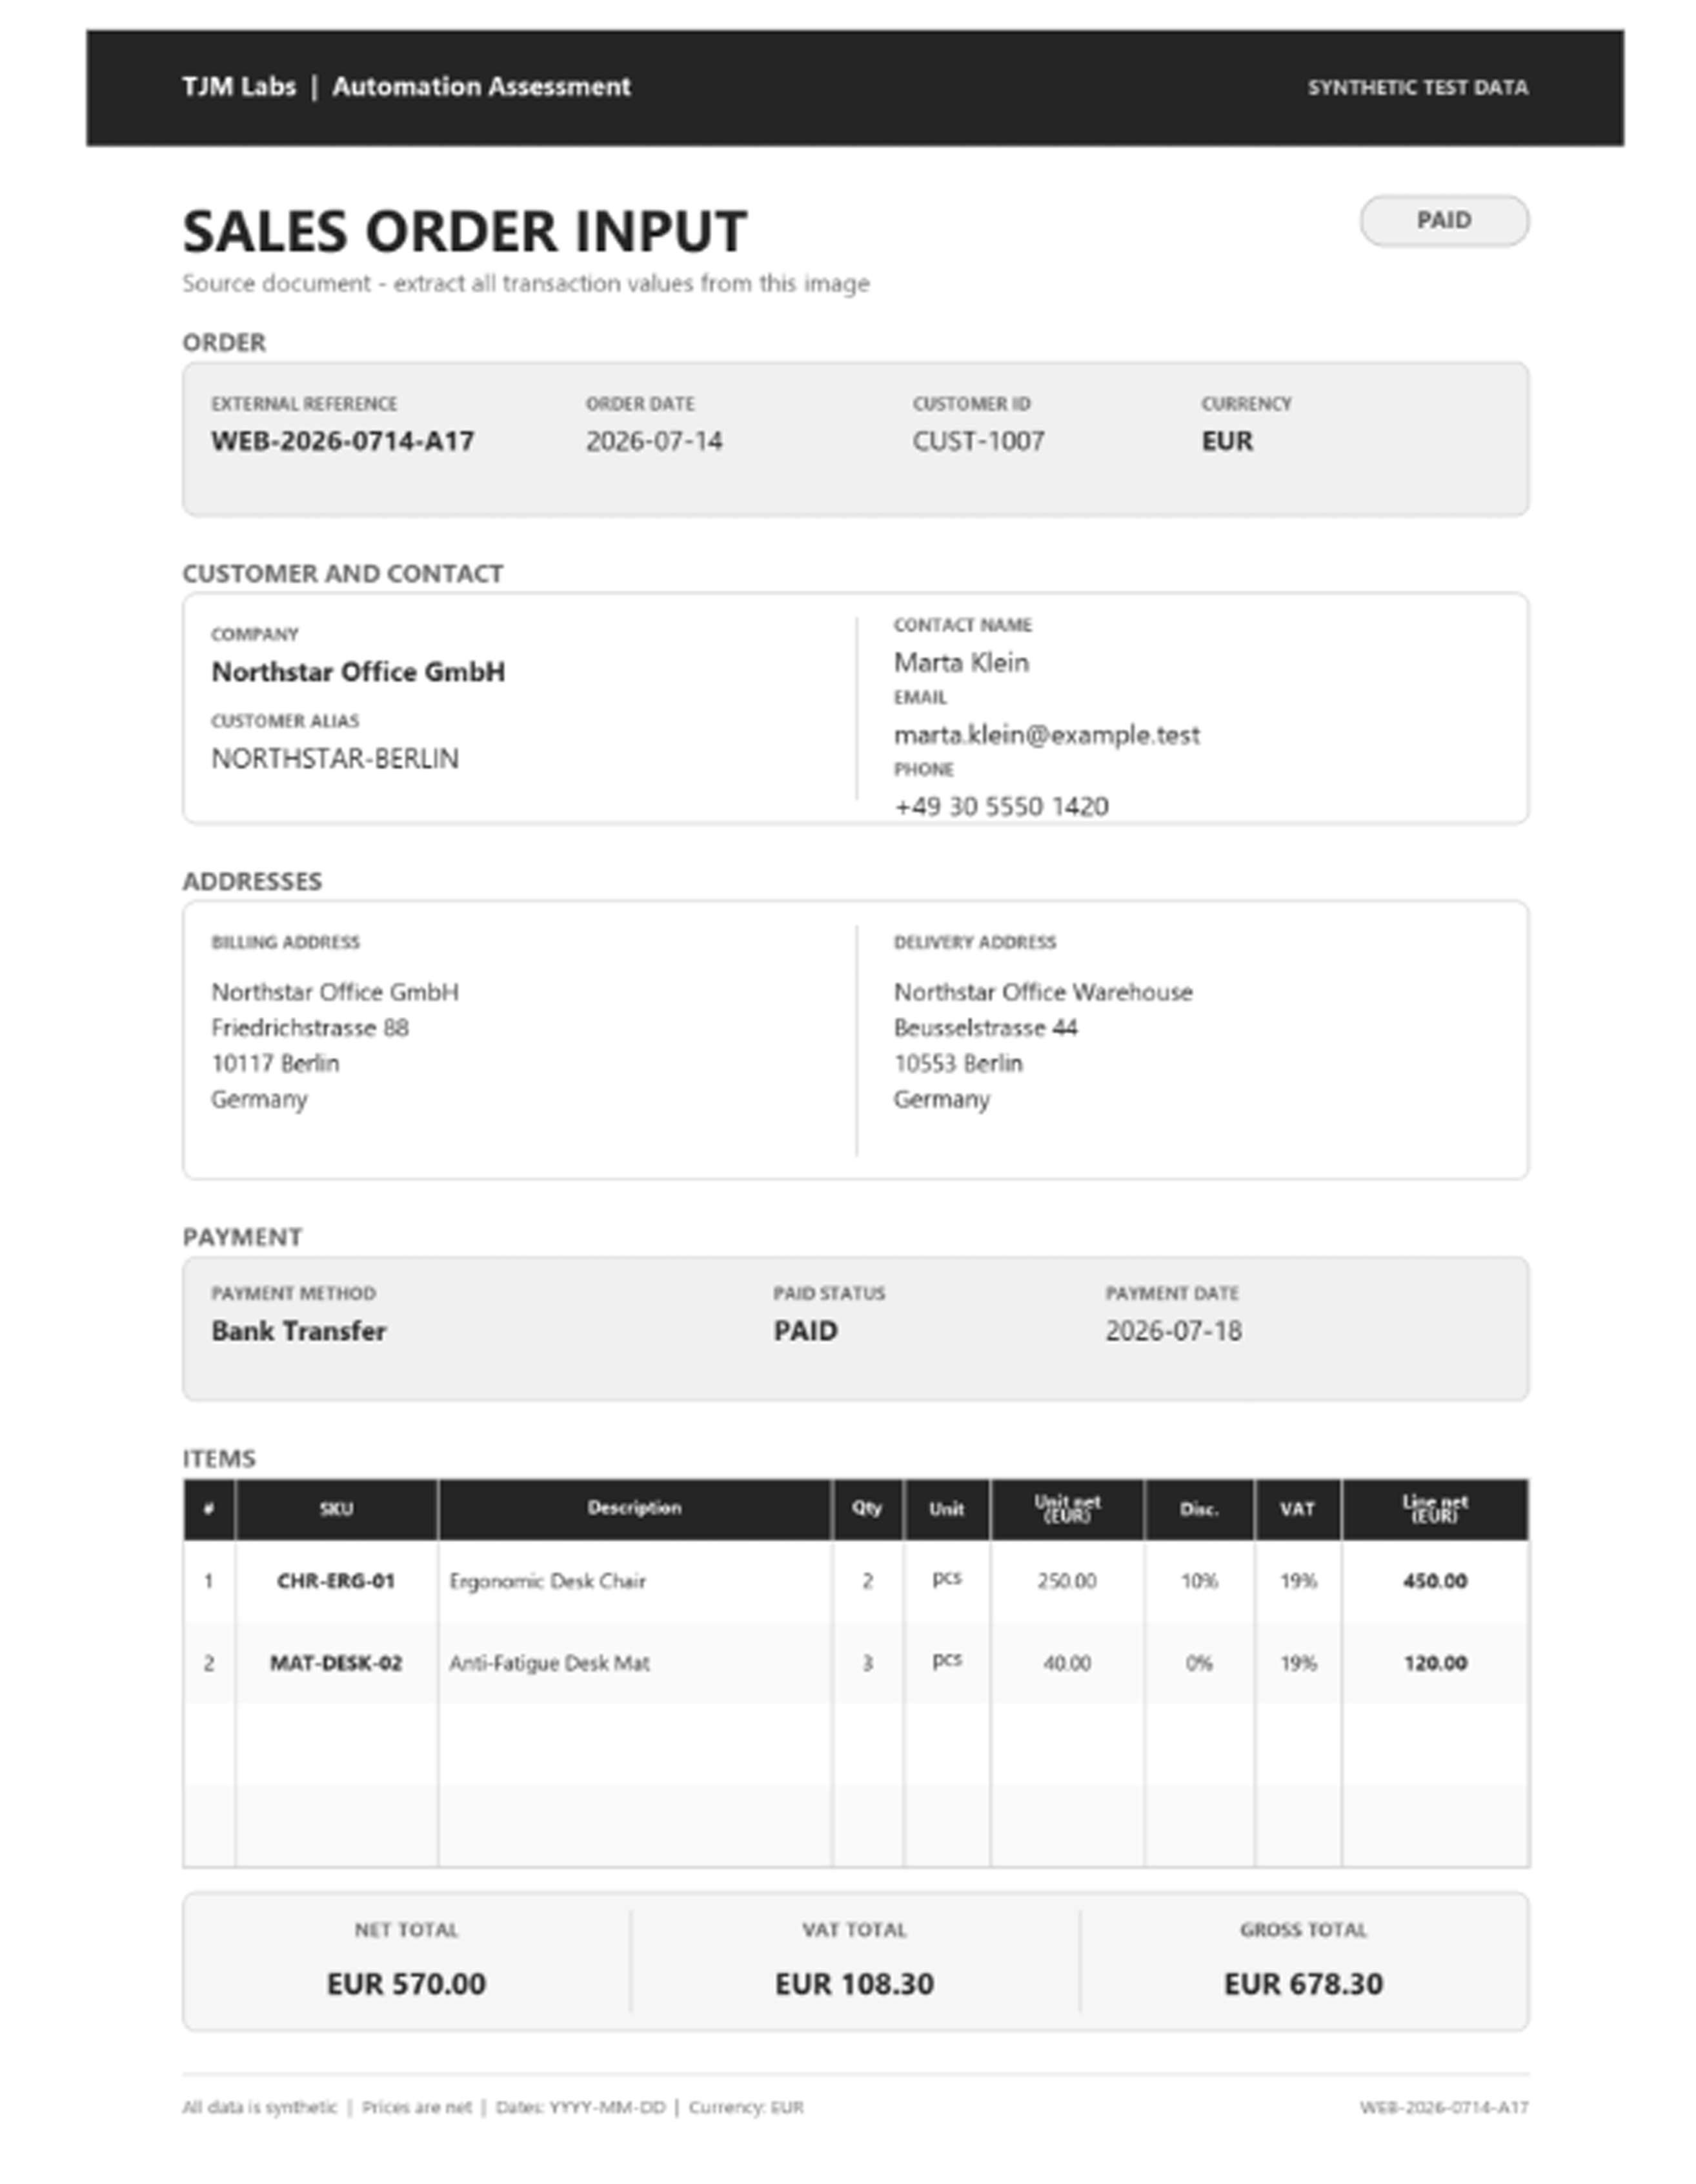 TJM Labs | Automation Assessment
SYNTHETIC TEST DATA
SALES ORDER INPUT
PAID
Source document - extract all transaction values from this image
ORDER
EXTERNAL REFERENCE ORDER DATE CUSTOMER ID CURRENCY
WEB-2026-0714-A17 2026-07-14 CUST-1007 EUR
CUSTOMER AND CONTACT
COMPANY
Northstar Office GmbH
CUSTOMER ALIAS
NORTHSTAR-BERLIN
CONTACT NAME
Marta Klein
EMAIL
marta.klein@example.test
PHONE
+49 30 5550 1420
ADDRESSES
BILLING ADDRESS
Northstar Office GmbH
Friedrichstrasse 88
10117 Berlin
Germany
DELIVERY ADDRESS
Northstar Office Warehouse
Beusselstrasse 44
10553 Berlin
Germany
PAYMENT
PAYMENT METHOD PAID STATUS PAYMENT DATE
Bank Transfer PAID 2026-07-18
ITEMS
# SKU Description Qty Unit Unit net (EUR) Disc. VAT Line net (EUR)
1 CHR-ERG-01 Ergonomic Desk Chair 2 pcs 250.00 10% 19% 450.00
2 MAT-DESK-02 Anti-Fatigue Desk Mat 3 pcs 40.00 0% 19% 120.00
NET TOTAL VAT TOTAL GROSS TOTAL
EUR 570.00 EUR 108.30 EUR 678.30
All data is synthetic | Prices are net | Dates: YYYY-MM-DD | Currency: EUR
WEB-2026-0714-A17